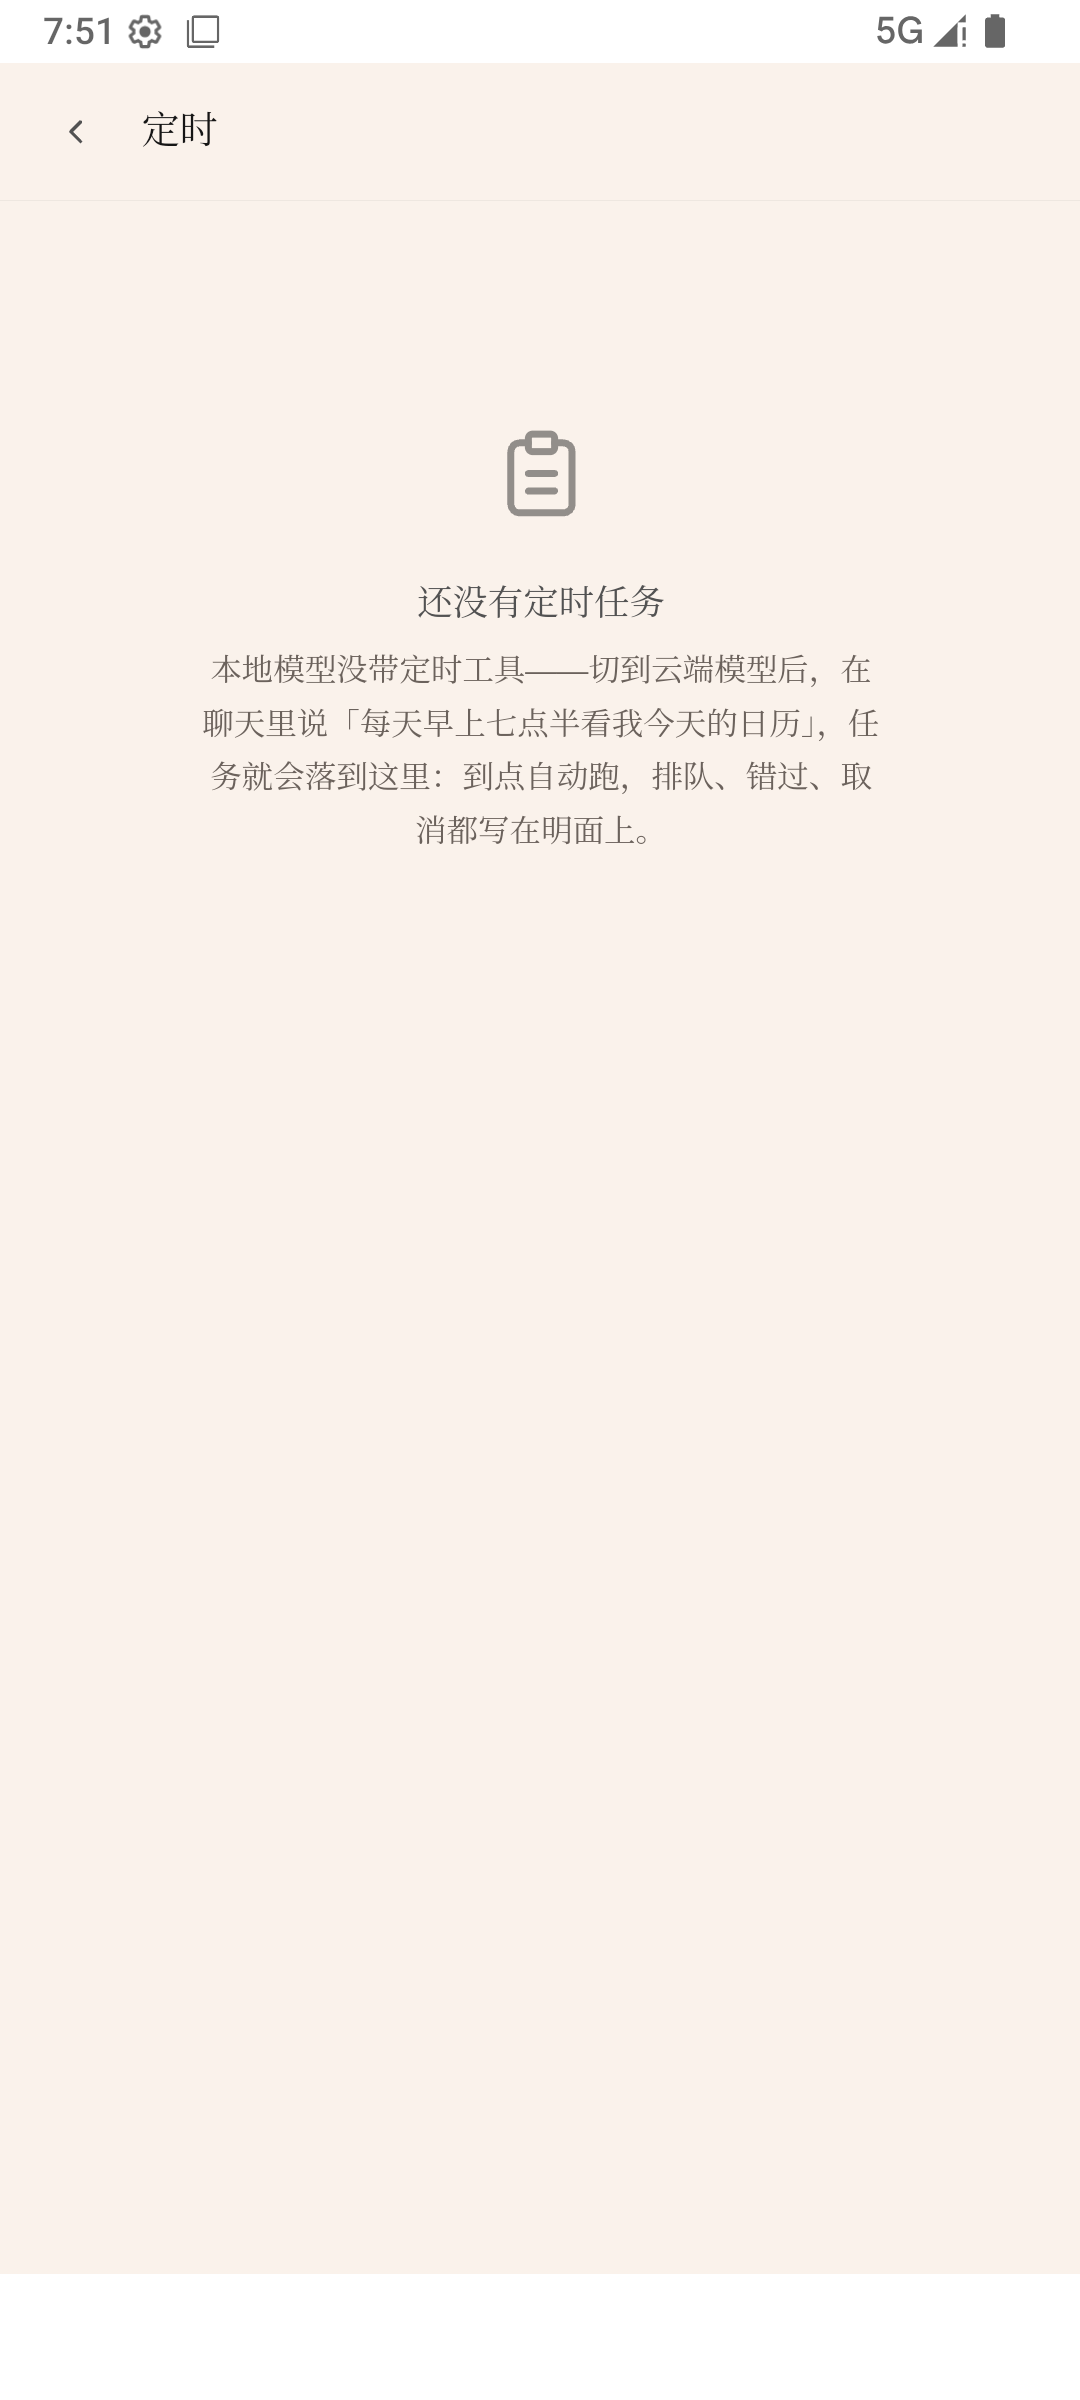 7:51
5G
定时
还没有定时任务
本地模型没带定时工具——切到云端模型后，在
聊天里说「每天早上七点半看我今天的日历」，任
务就会落到这里：到点自动跑，排队、错过、取
消都写在明面上。